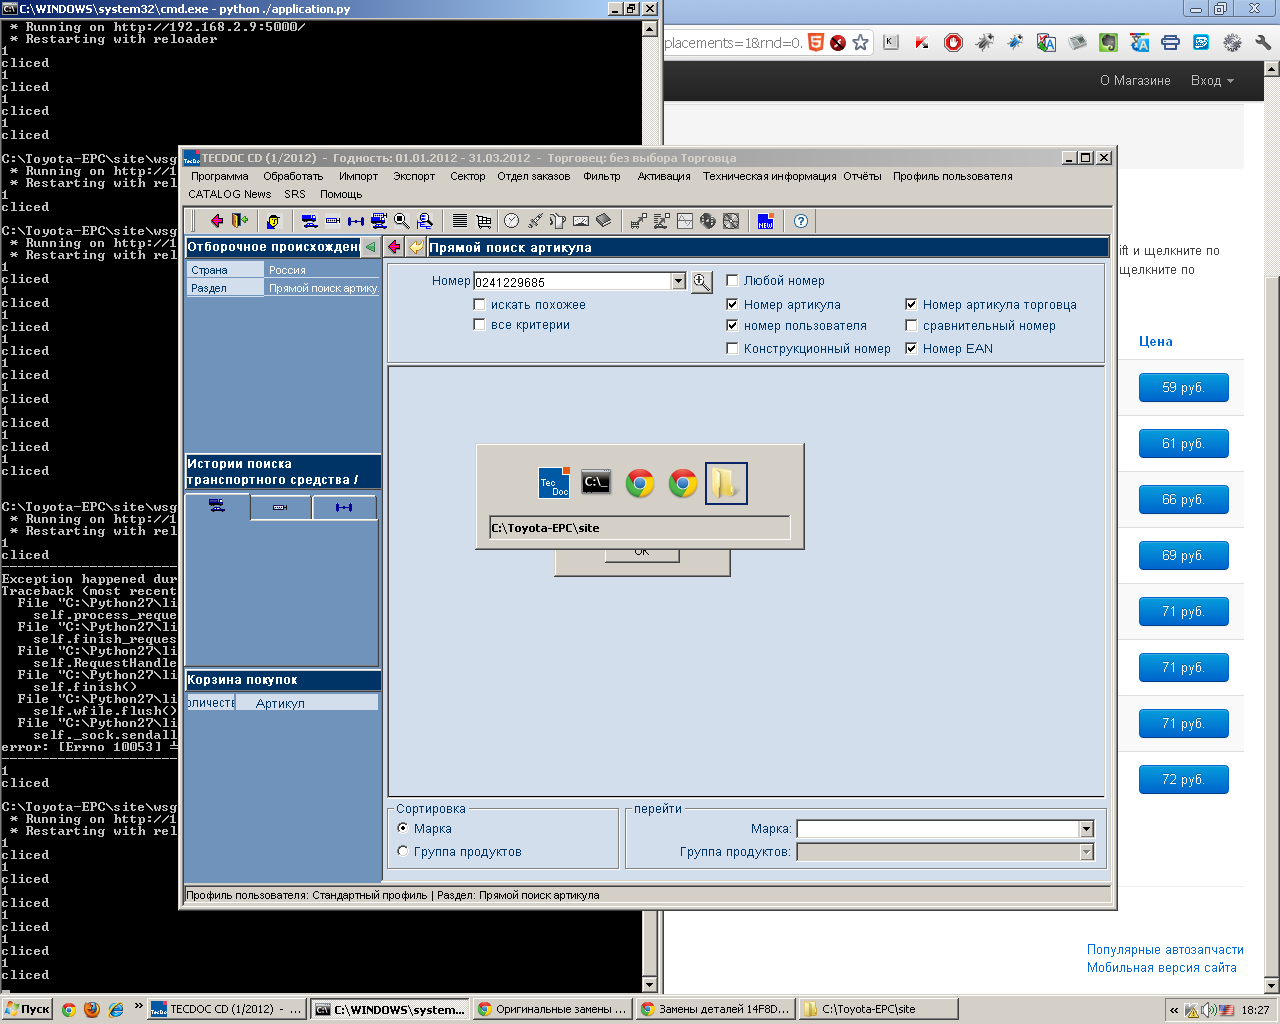 C:\WINDOWS\system32\cmd.exe - python ./application.py
* Running on http://192.168.2.9:5000/
* Restarting with reloader
1
cliced
1
cliced
1
cliced
1
cliced
C:\Toyota-EPC\site\wsg
* Running on http://1
* Restarting with rel
1
cliced
C:\Toyota-EPC\site\wsg
* Running on http://1
* Restarting with rel
1
cliced
1
cliced
1
cliced
1
cliced
1
cliced
1
cliced
1
cliced
1
cliced
1
cliced
C:\Toyota-EPC\site\wsg
* Running on http://1
* Restarting with rel
1
cliced
Exception happened dur
Traceback (most recent
File "C:\Python27\li
self.process_reque
File "C:\Python27\li
self.finish_reques
File "C:\Python27\li
self.RequestHandle
File "C:\Python27\li
self.finish()
File "C:\Python27\li
self.wfile.flush()
File "C:\Python27\li
self._sock.sendall
error: [Errno 10053]
1
cliced
C:\Toyota-EPC\site\wsg
* Running on http://1
* Restarting with rel
1
cliced
1
cliced
1
cliced
1
cliced
1
cliced
1
cliced
placements=1&rnd=0.
О Магазине Вход
ift и щелкните по
щелкните по
Цена
59 руб.
61 руб.
66 руб.
69 руб.
71 руб.
71 руб.
71 руб.
72 руб.
Популярные автозапчасти
Мобильная версия сайта
TECDOC CD (1/2012) - Годность: 01.01.2012 - 31.03.2012 - Торговец: без выбора Торговца
Программа Обработать Импорт Экспорт Сектор Отдел заказов Фильтр Активация Техническая информация Отчёты Профиль пользователя
CATALOG News SRS Помощь
NEW
Отборочное происхожден
Страна Россия
Раздел Прямой поиск артику.
Истории поиска
транспортного средства /
Корзина покупок
оличеств Артикул
Прямой поиск артикула
Номер 0241229685
искать похожее
все критерии
Любой номер
Номер артикула Номер артикула торговца
номер пользователя сравнительный номер
Конструкционный номер Номер EAN
Tec Doc
C:\_
C:\Toyota-EPC\site
OK
Сортировка
Марка
Группа продуктов
перейти
Марка:
Группа продуктов:
Профиль пользователя: Стандартный профиль | Раздел: Прямой поиск артикула
Пуск
TECDOC CD (1/2012) - ...
C:\WINDOWS\system...
Оригинальные замены ...
Замены деталей 14F8D...
C:\Toyota-EPC\site
18:27